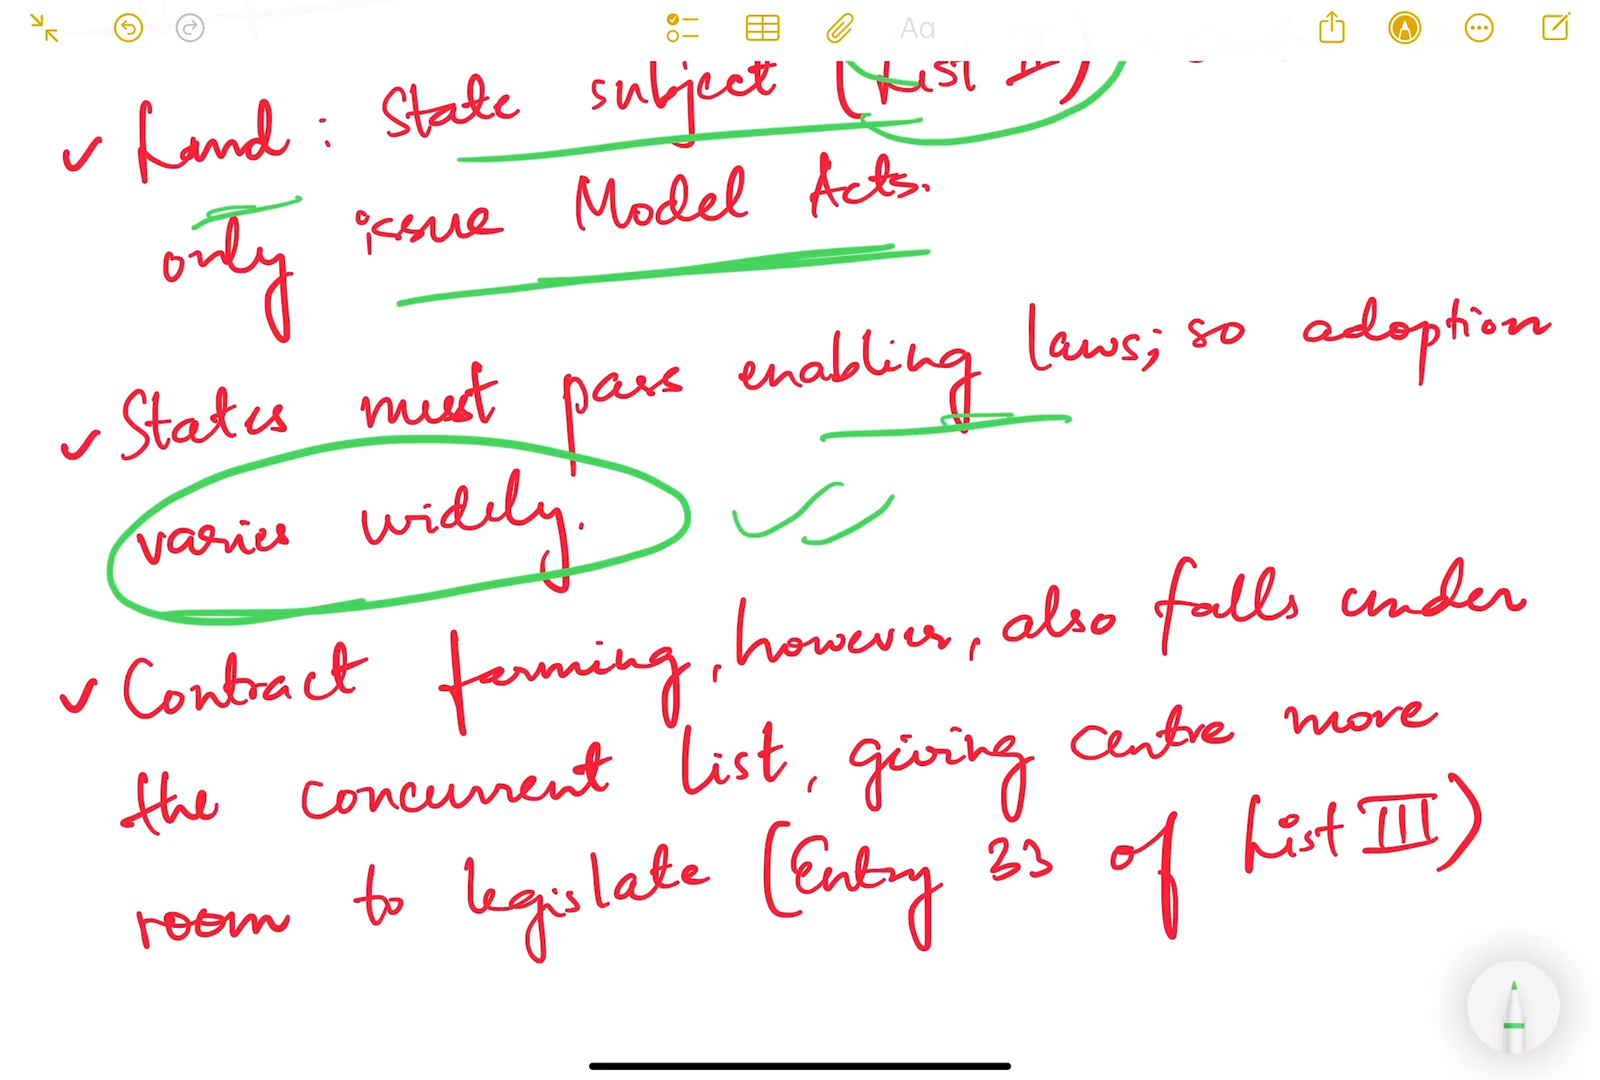 ✓ Land : State subject (List II)
only issue Model Acts.
✓ States must pass enabling laws; so adoption
varies widely.
✓ Contract farming, however, also falls under
the concurrent list, giving centre more
room to legislate (Entry 33 of List III)
Aa